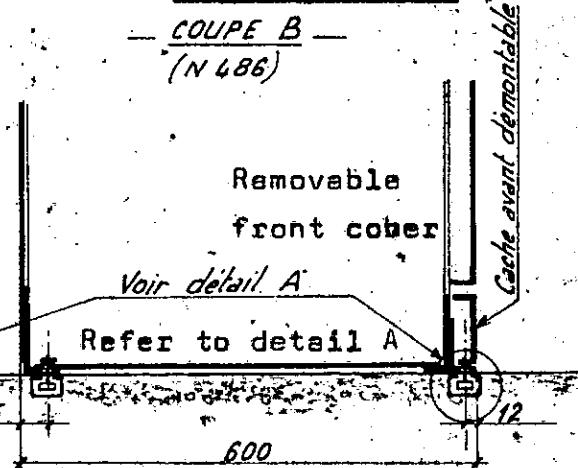 COUPE B
(N 486)
Removable
front cober
Cache avant démontable
Voir détail A
Refer to detail A
12
600